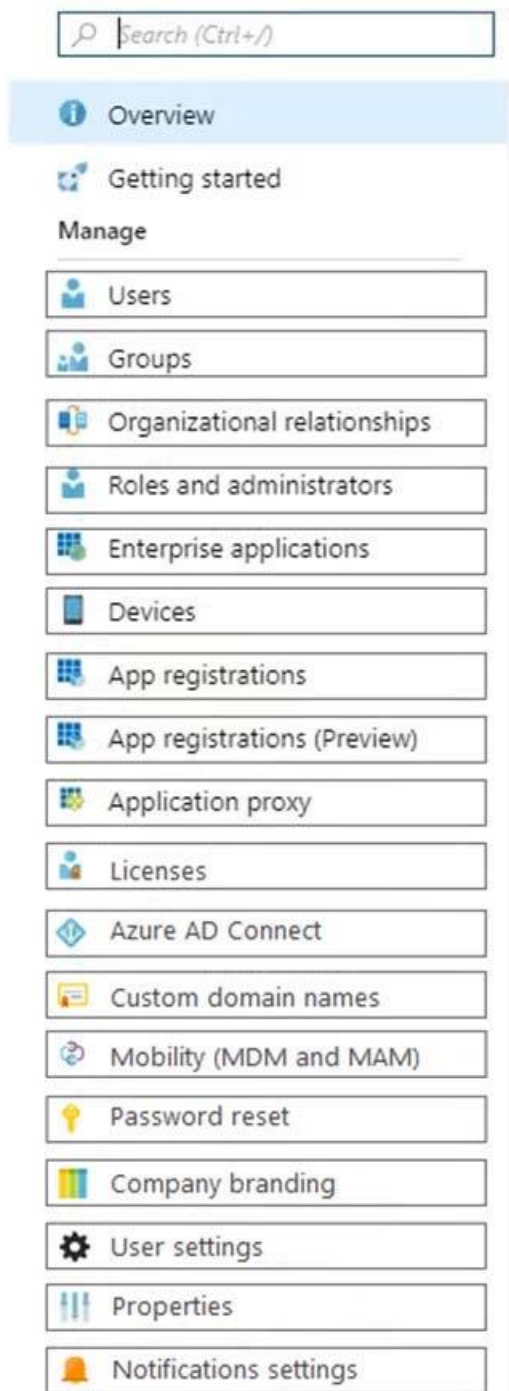 Search (Ctrl+/)
Overview
Getting started
Manage
Users
Groups
Organizational relationships
Roles and administrators
Enterprise applications
Devices
App registrations
App registrations (Preview)
Application proxy
Licenses
Azure AD Connect
Custom domain names
Mobility (MDM and MAM)
Password reset
Company branding
User settings
Properties
Notifications settings